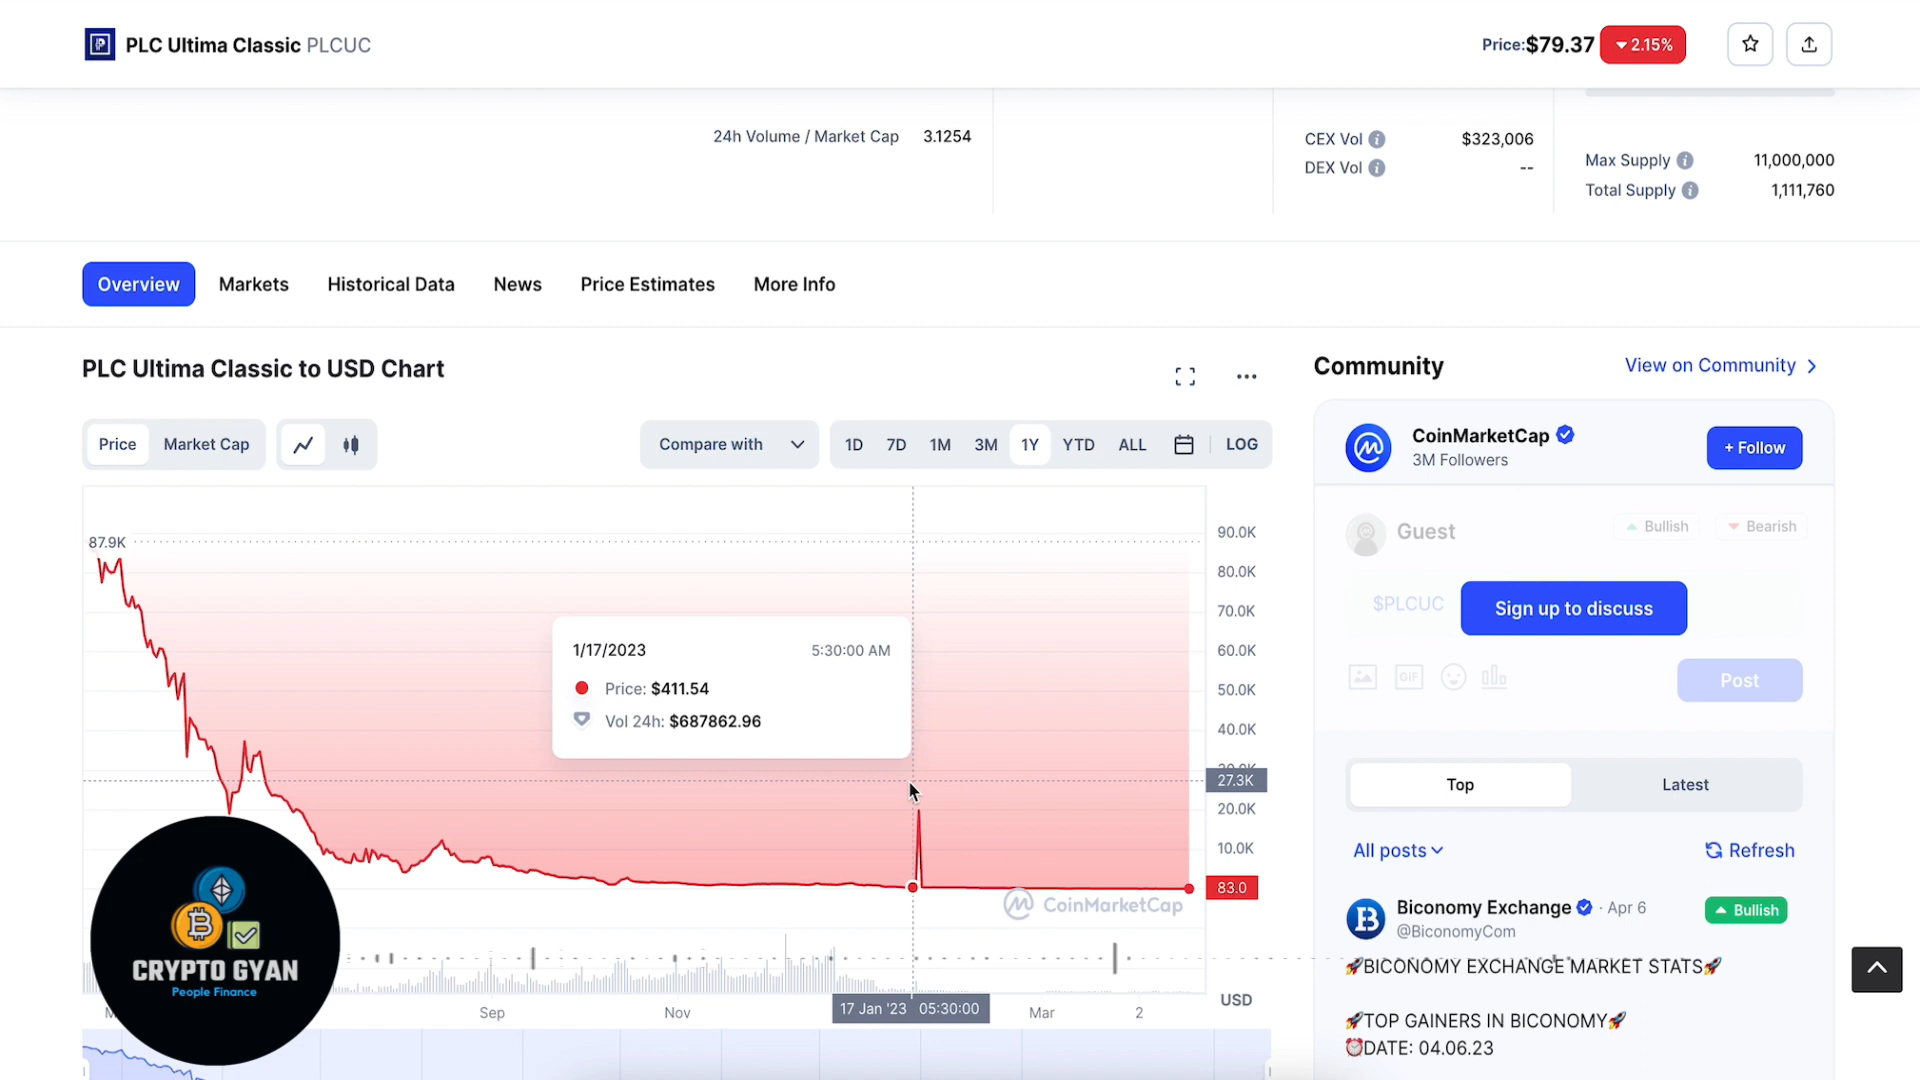 PLC Ultima Classic PLCUC
Price:$79.37 2.15%
24h Volume / Market Cap 3.1254
CEX Vol $323,006
DEX Vol --
Max Supply 11,000,000
Total Supply 1,111,760
Overview Markets Historical Data News Price Estimates More Info
PLC Ultima Classic to USD Chart
Price Market Cap
Compare with
1D 7D 1M 3M 1Y YTD ALL LOG
87.9K
90.0K
80.0K
70.0K
60.0K
50.0K
40.0K
27.3K
20.0K
10.0K
83.0
1/17/2023 5:30:00 AM
Price: $411.54
Vol 24h: $687862.96
CoinMarketCap
USD
Sep Nov 17 Jan '23 05:30:00 Mar 2
CRYPTO GYAN
People Finance
Community
View on Community
CoinMarketCap
3M Followers
+ Follow
Guest
Bullish Bearish
$PLCUC
Sign up to discuss
GIF
Post
Top Latest
All posts Refresh
Biconomy Exchange · Apr 6
@BiconomyCom
Bullish
🚀BICONOMY EXCHANGE MARKET STATS🚀
🚀TOP GAINERS IN BICONOMY🚀
⏰DATE: 04.06.23